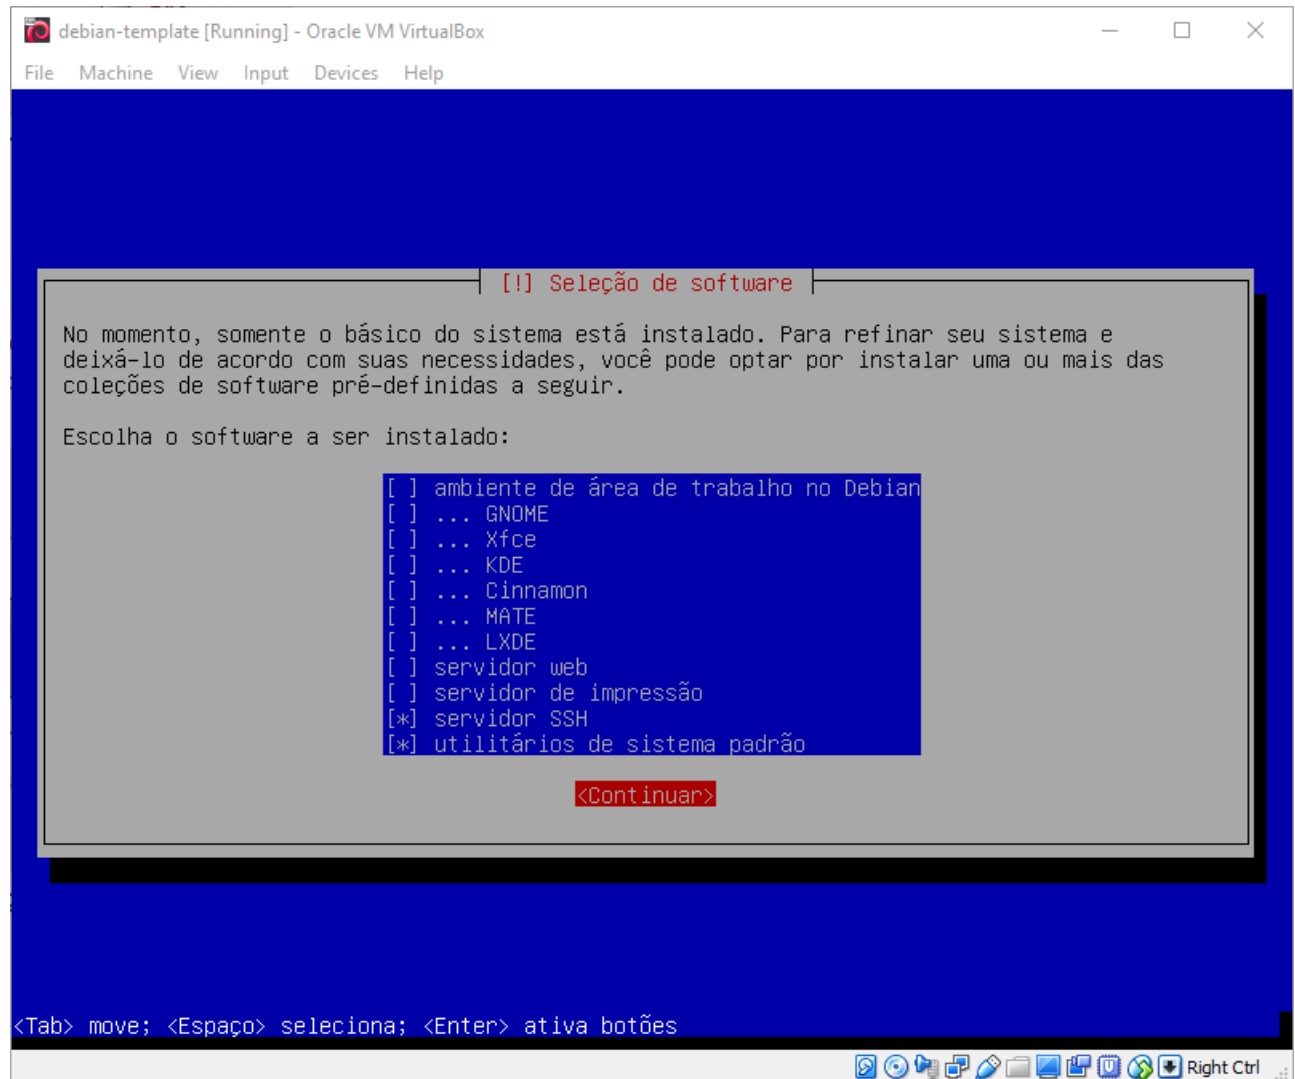 debian-template [Running] - Oracle VM VirtualBox
File Machine View Input Devices Help
[!] Seleção de software
No momento, somente o básico do sistema está instalado. Para refinar seu sistema e
deixá-lo de acordo com suas necessidades, você pode optar por instalar uma ou mais das
coleções de software pré-definidas a seguir.
Escolha o software a ser instalado:
[ ] ambiente de área de trabalho no Debian
[ ] ... GNOME
[ ] ... Xfce
[ ] ... KDE
[ ] ... Cinnamon
[ ] ... MATE
[ ] ... LXDE
[ ] servidor web
[ ] servidor de impressão
[*] servidor SSH
[*] utilitários de sistema padrão
<Continuar>
<Tab> move; <Espaço> seleciona; <Enter> ativa botões
Right Ctrl